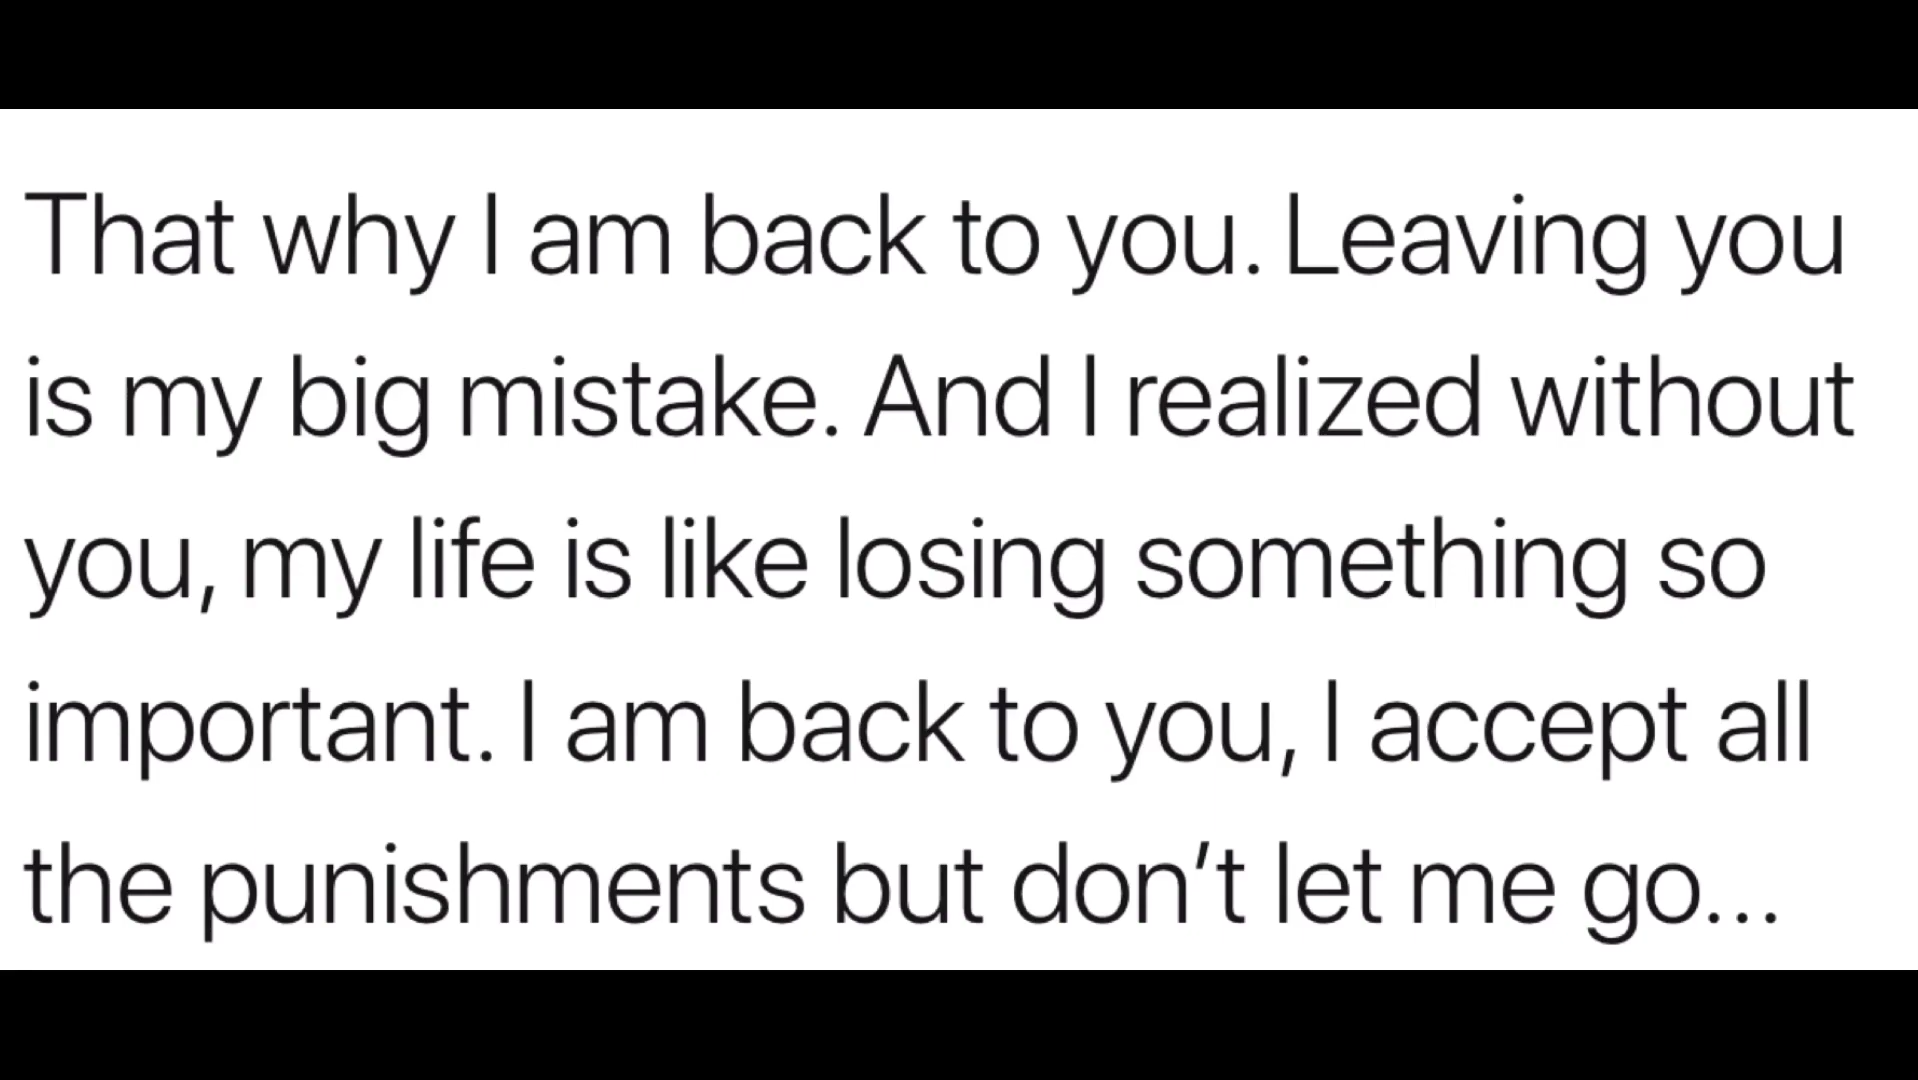 That why I am back to you. Leaving you
is my big mistake. And I realized without
you, my life is like losing something so
important. I am back to you, I accept all
the punishments but don’t let me go...